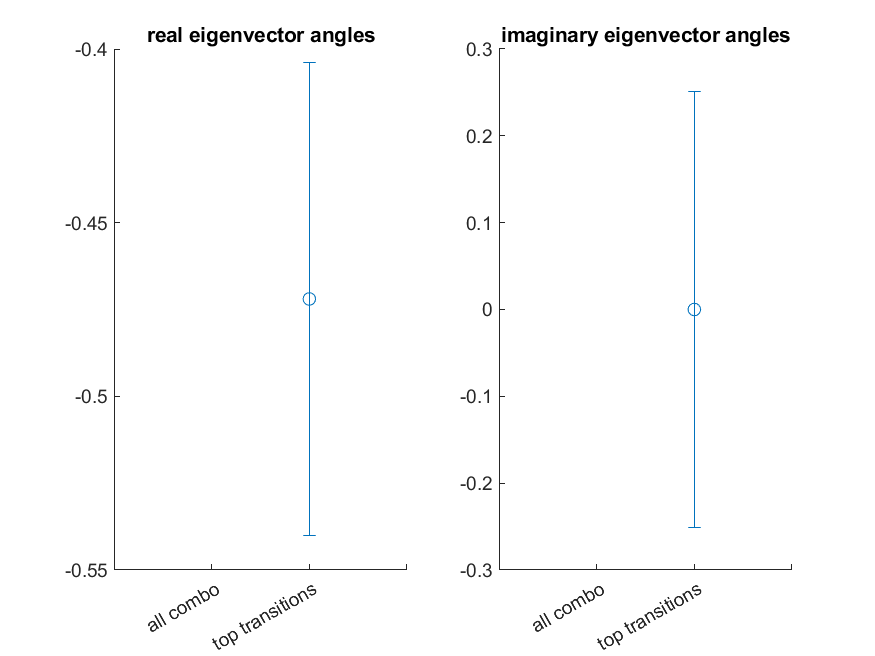 real eigenvector angles
-0.4
-0.45
-0.5
-0.55
all combo
top transitions
imaginary eigenvector angles
0.3
0.2
0.1
0
-0.1
-0.2
-0.3
all combo
top transitions